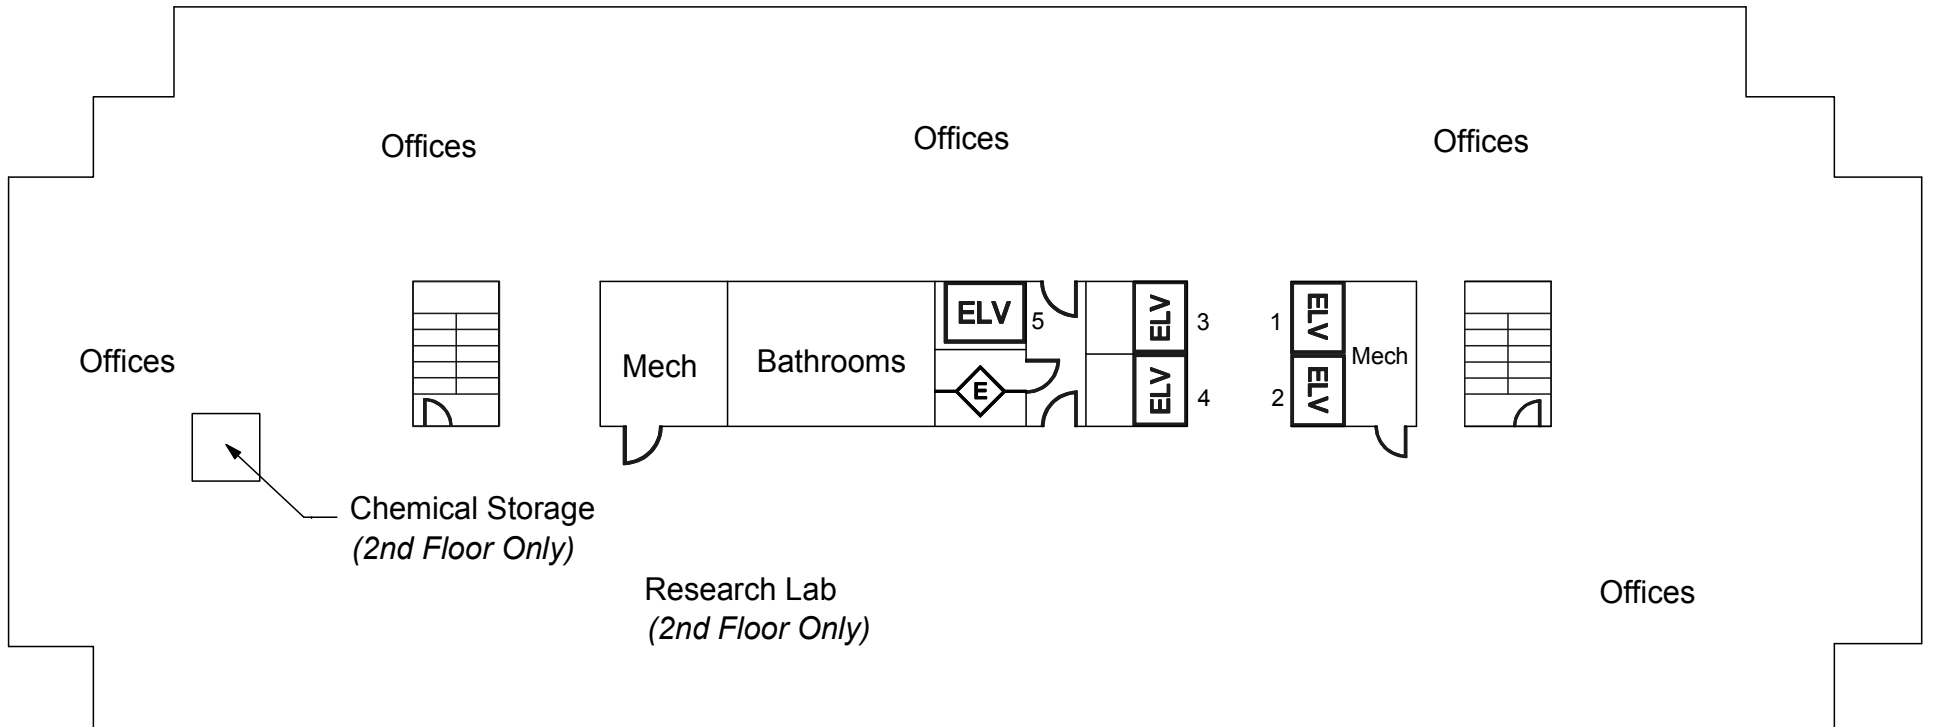 Offices
Offices
Offices
ELV
5
ELV
3
1
ELV
Offices
Mech
Bathrooms
Mech
E
ELV
4
2
ELV
Chemical Storage
(2nd Floor Only)
Research Lab
(2nd Floor Only)
Offices